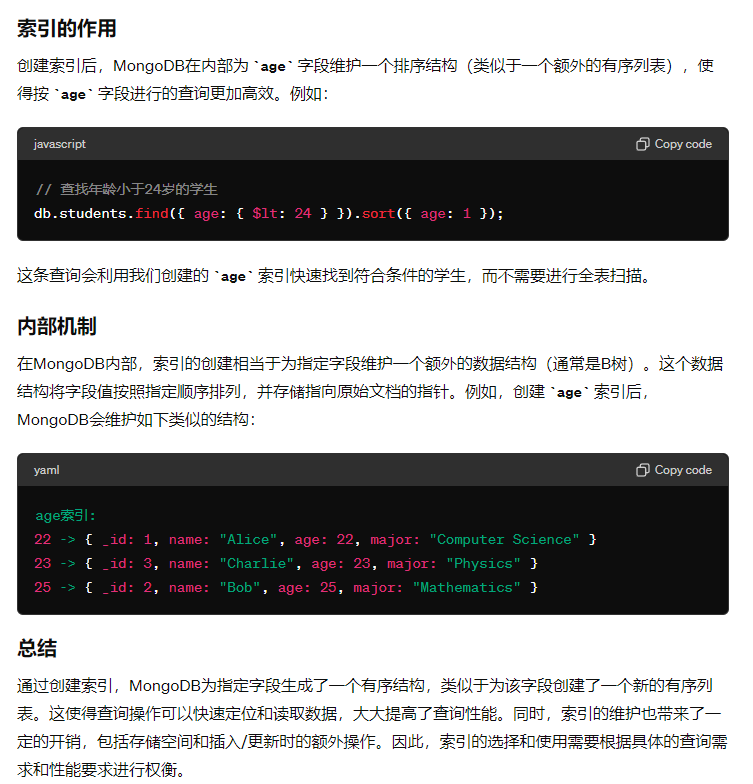 索引的作用
创建索引后，MongoDB在内部为 `age` 字段维护一个排序结构（类似于一个额外的有序列表），使
得按 `age` 字段进行的查询更加高效。例如：
javascript
Copy code
// 查找年龄小于24岁的学生
db.students.find({ age: { $lt: 24 } }).sort({ age: 1 });
这条查询会利用我们创建的 `age` 索引快速找到符合条件的学生，而不需要进行全表扫描。
内部机制
在MongoDB内部，索引的创建相当于为指定字段维护一个额外的数据结构（通常是B树）。这个数据
结构将字段值按照指定顺序排列，并存储指向原始文档的指针。例如，创建 `age` 索引后，
MongoDB会维护如下类似的结构：
yaml
Copy code
age索引:
22 -> { _id: 1, name: "Alice", age: 22, major: "Computer Science" }
23 -> { _id: 3, name: "Charlie", age: 23, major: "Physics" }
25 -> { _id: 2, name: "Bob", age: 25, major: "Mathematics" }
总结
通过创建索引，MongoDB为指定字段生成了一个有序结构，类似于为该字段创建了一个新的有序列
表。这使得查询操作可以快速定位和读取数据，大大提高了查询性能。同时，索引的维护也带来了一
定的开销，包括存储空间和插入/更新时的额外操作。因此，索引的选择和使用需要根据具体的查询需
求和性能要求进行权衡。